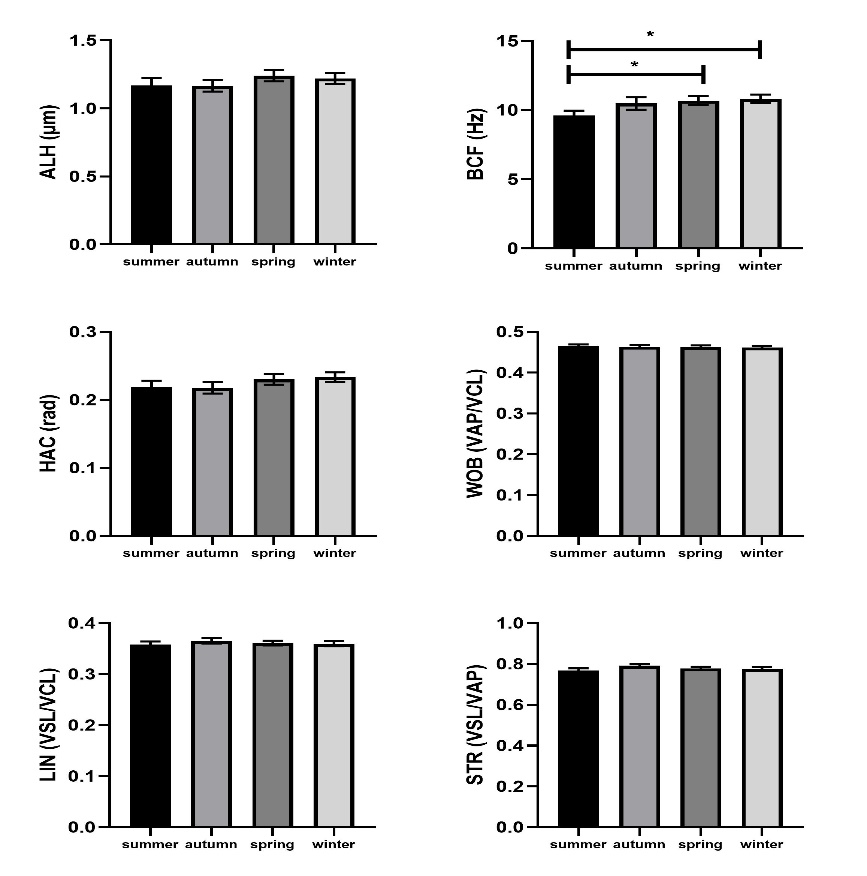 ALH (µm)
1.5
1.0
0.5
0.0
summer autumn spring winter
BCF (Hz)
15
10
5
0
*
*
summer autumn spring winter
HAC (rad)
0.3
0.2
0.1
0.0
summer autumn spring winter
WOB (VAP/VCL)
0.5
0.4
0.3
0.2
0.1
0.0
summer autumn spring winter
LIN (VSL/VCL)
0.4
0.3
0.2
0.1
0.0
summer autumn spring winter
STR (VSL/VAP)
1.0
0.8
0.6
0.4
0.2
0.0
summer autumn spring winter